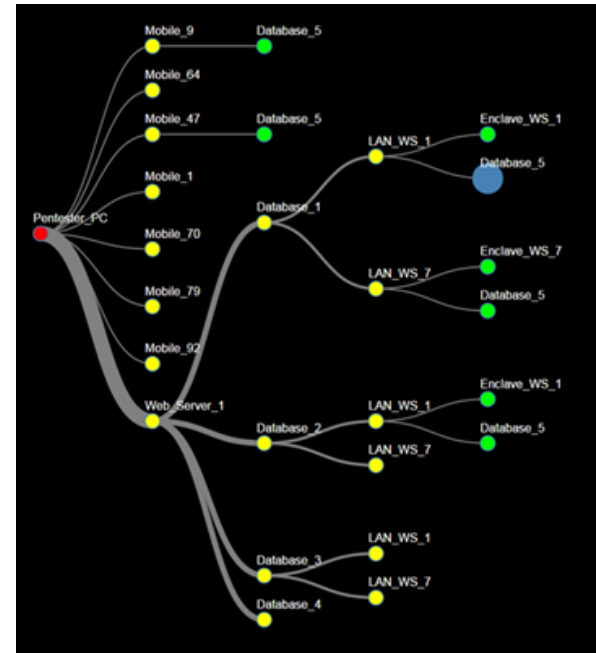 Mobile_9
Database_5
Mobile_64
Mobile_47
Database_5
LAN_WS_1
Enclave_WS_1
Database_5
Mobile_1
Pentester_PC
Database_1
Mobile_70
Enclave_WS_7
LAN_WS_7
Mobile_79
Database_5
Mobile_92
Enclave_WS_1
Web_Server_1
LAN_WS_1
Database_2
Database_5
LAN_WS_7
LAN_WS_1
Database_3
LAN_WS_7
Database_4